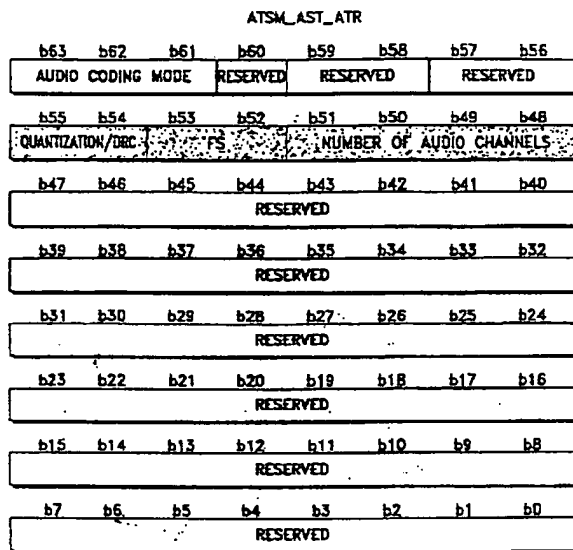 ATSM_AST_ATR
b63 b62 b61 b60 b59 b58 b57 b56
AUDIO CODING MODE RESERVED RESERVED RESERVED
b55 b54 b53 b52 b51 b50 b49 b48
QUANTIZATION/DRC FS NUMBER OF AUDIO CHANNELS
b47 b46 b45 b44 b43 b42 b41 b40
RESERVED
b39 b38 b37 b36 b35 b34 b33 b32
RESERVED
b31 b30 b29 b28 b27 b26 b25 b24
RESERVED
b23 b22 b21 b20 b19 b18 b17 b16
RESERVED
b15 b14 b13 b12 b11 b10 b9 b8
RESERVED
b7 b6 b5 b4 b3 b2 b1 b0
RESERVED